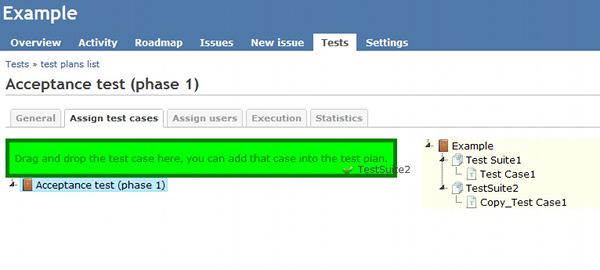 Example
Overview Activity Roadmap Issues New issue Tests Settings
Tests » test plans list
Acceptance test (phase 1)
General Assign test cases Assign users Execution Statistics
Drag and drop the test case here, you can add that case into the test plan.
TestSuite2
Acceptance test (phase 1)
Example
Test Suite1
Test Case1
TestSuite2
Copy_Test Case1